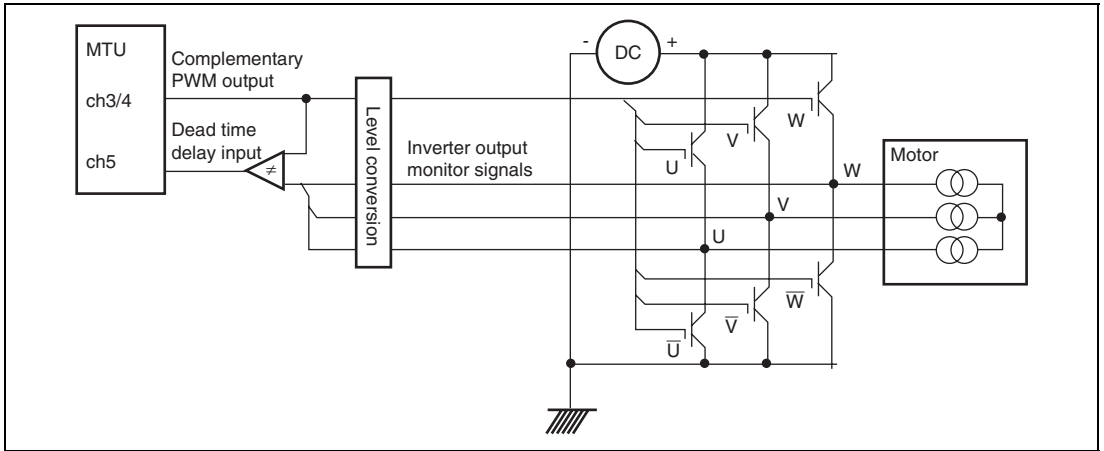 MTU
ch3/4
ch5
Complementary
PWM output
Dead time
delay input
≠
Level conversion
Inverter output
monitor signals
-
DC
+
W
V
U
W
V
U
W̅
V̅
U̅
Motor